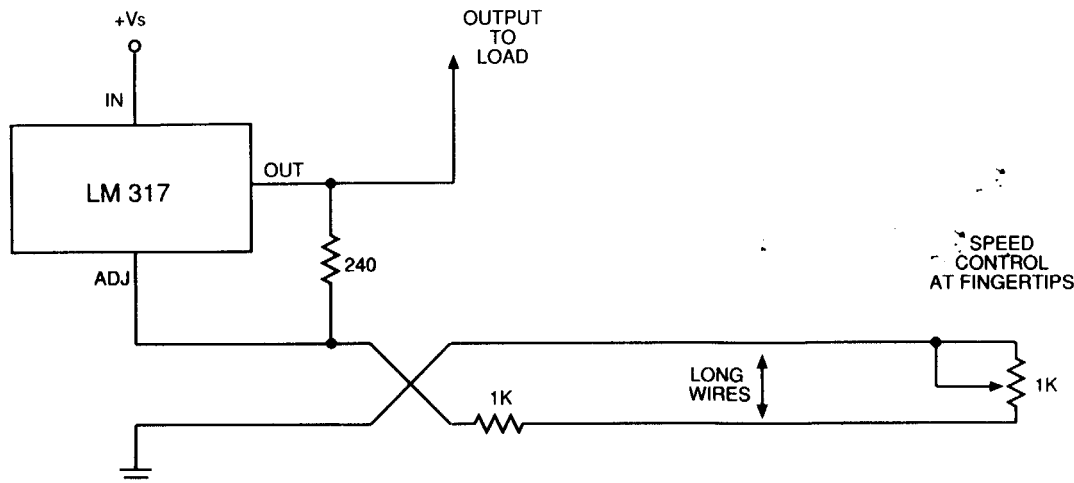 +Vs
OUTPUT
TO
LOAD
IN
LM 317
OUT
ADJ
240
SPEED
CONTROL
AT FINGERTIPS
LONG
WIRES
1K
1K